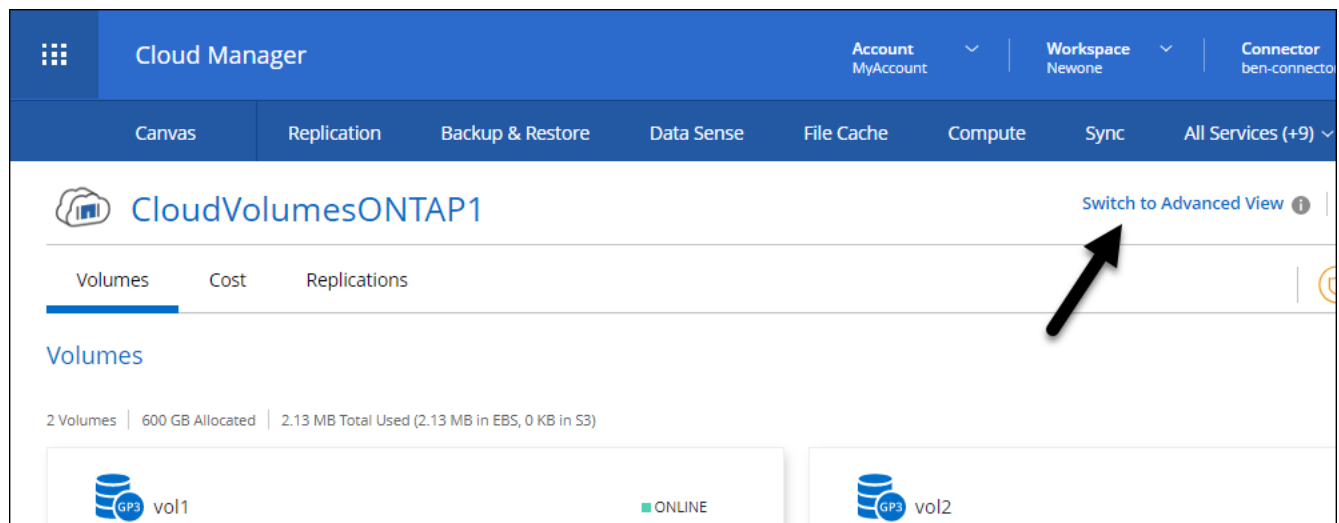 Cloud Manager
Account
MyAccount
Workspace
Newone
Connector
ben-connector
Canvas
Replication
Backup & Restore
Data Sense
File Cache
Compute
Sync
All Services (+9)
CloudVolumesONTAP1
Switch to Advanced View
Volumes
Cost
Replications
Volumes
2 Volumes | 600 GB Allocated | 2.13 MB Total Used (2.13 MB in EBS, 0 KB in S3)
GP3
vol1
ONLINE
GP3
vol2